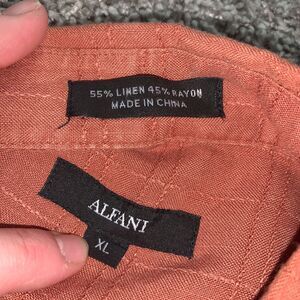 55% LINEN 45% RAYON
MADE IN CHINA
ALFANI
XL